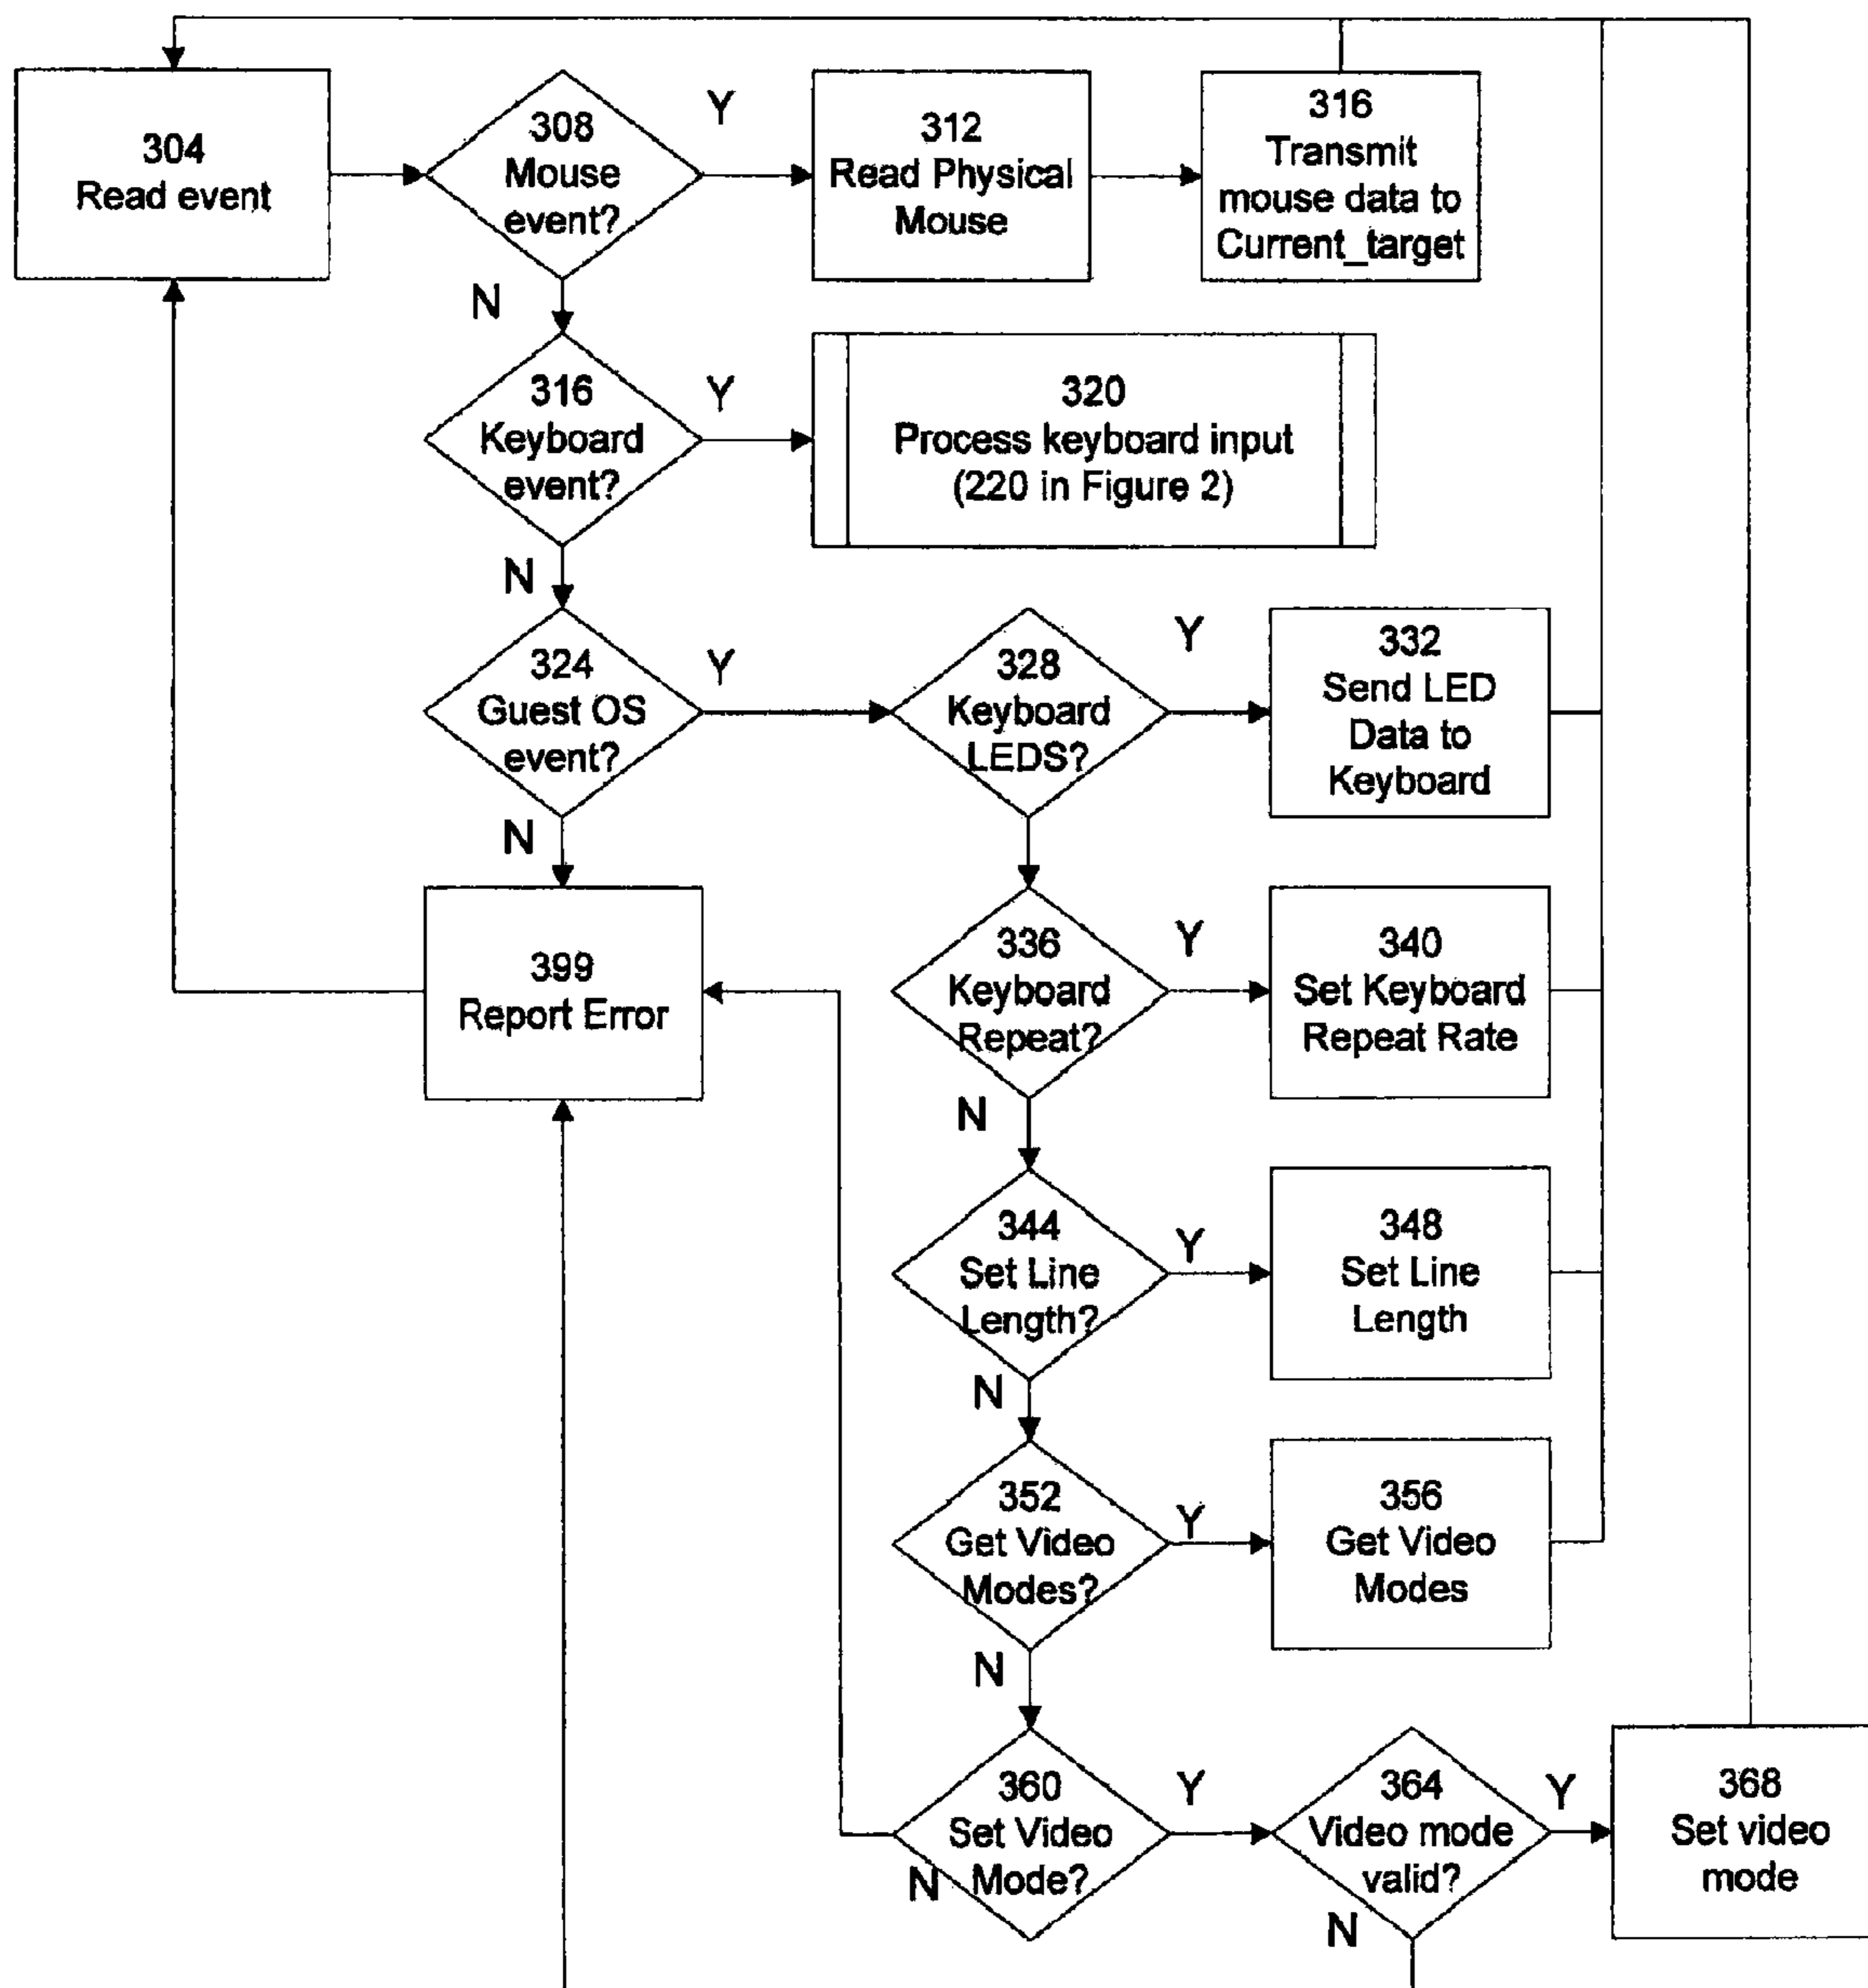 304
Read event
308
Mouse
event?
Y
312
Read Physical
Mouse
316
Transmit
mouse data to
Current_target
N
316
Keyboard
event?
Y
320
Process keyboard input
(220 in Figure 2)
N
324
Guest OS
event?
Y
328
Keyboard
LEDS?
Y
332
Send LED
Data to
Keyboard
N
399
Report Error
336
Keyboard
Repeat?
Y
340
Set Keyboard
Repeat Rate
N
344
Set Line
Length?
Y
348
Set Line
Length
N
352
Get Video
Modes?
Y
356
Get Video
Modes
N
360
Set Video
Mode?
Y
N
364
Video mode
valid?
Y
N
368
Set video
mode